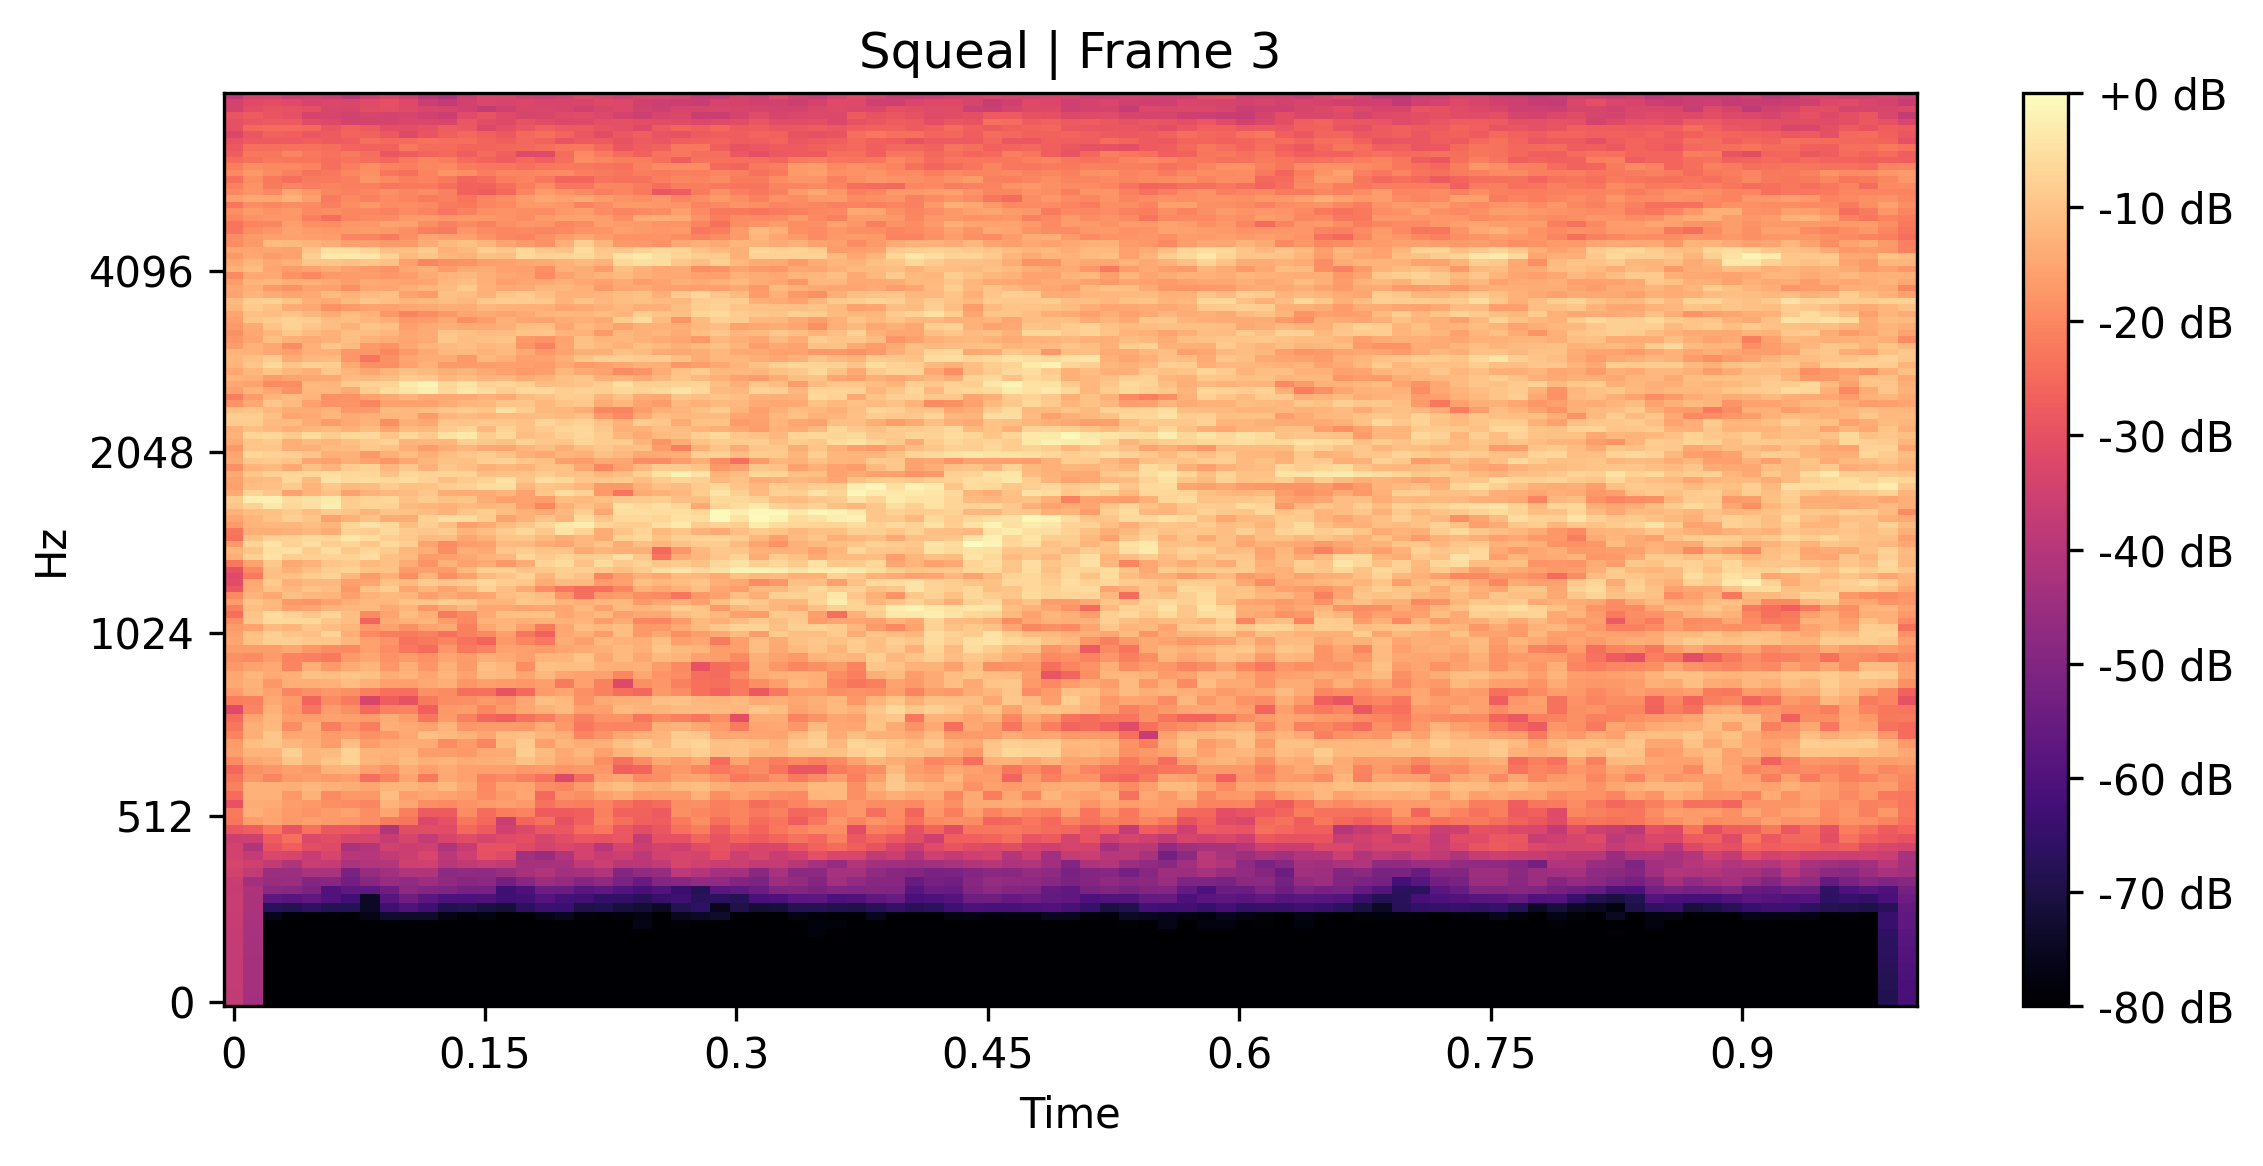 Squeal | Frame 3
+0 dB
-10 dB
-20 dB
-30 dB
-40 dB
-50 dB
-60 dB
-70 dB
-80 dB
4096
2048
1024
512
0
Hz
0 0.15 0.3 0.45 0.6 0.75 0.9
Time